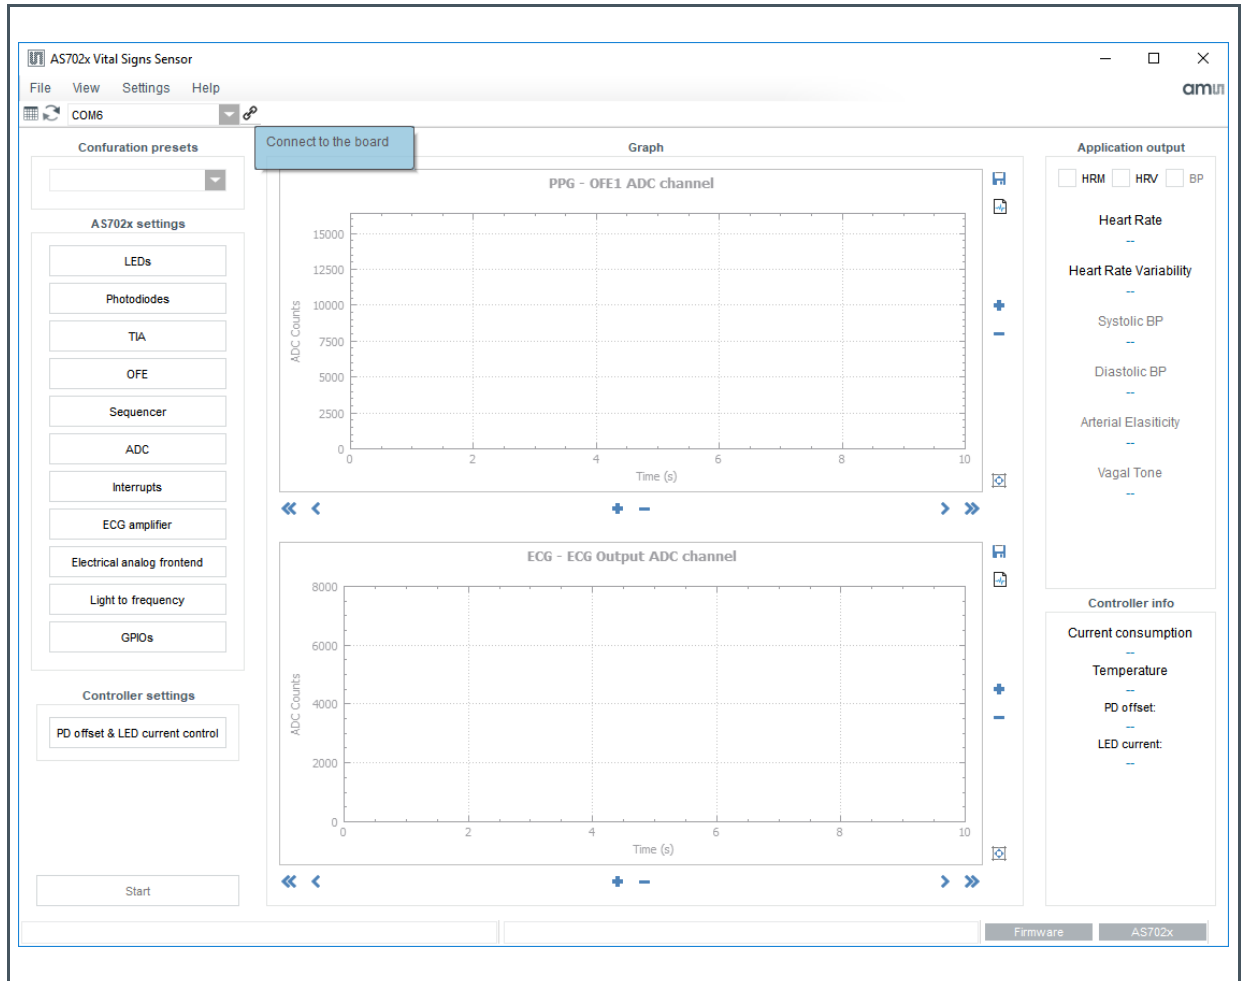 AS702x Vital Signs Sensor
File View Settings Help
amu
COM6
Connect to the board
Confuration presets
AS702x settings
LEDs
Photodiodes
TIA
OFE
Sequencer
ADC
Interrupts
ECG amplifier
Electrical analog frontend
Light to frequency
GPIOs
Controller settings
PD offset & LED current control
Start
Graph
PPG - OFE1 ADC channel
ADC Counts
15000
12500
10000
7500
5000
2500
0
0 2 4 6 8 10
Time (s)
ECG - ECG Output ADC channel
ADC Counts
8000
6000
4000
2000
0
0 2 4 6 8 10
Time (s)
Application output
HRM HRV BP
Heart Rate
--
Heart Rate Variability
--
Systolic BP
--
Diastolic BP
--
Arterial Elasiticity
--
Vagal Tone
--
Controller info
Current consumption
--
Temperature
--
PD offset:
--
LED current:
--
Firmware AS702x